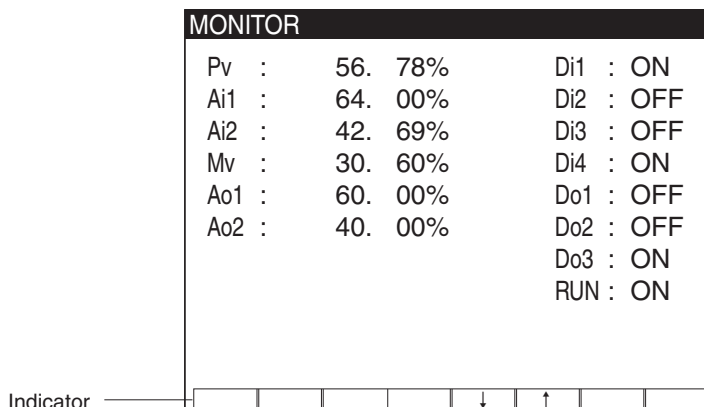 MONITOR
Pv : 56. 78% Di1 : ON
Ai1 : 64. 00% Di2 : OFF
Ai2 : 42. 69% Di3 : OFF
Mv : 30. 60% Di4 : ON
Ao1 : 60. 00% Do1 : OFF
Ao2 : 40. 00% Do2 : OFF
Do3 : ON
RUN : ON
Indicator ↓ ↑